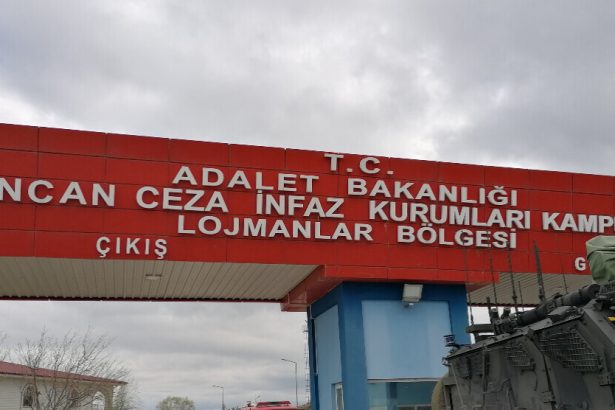 T.C.
ADALET BAKANLIĞI
NCAN CEZA İNFAZ KURUMLARI KAMP
LOJMANLAR BÖLGESİ
ÇIKIŞ
G